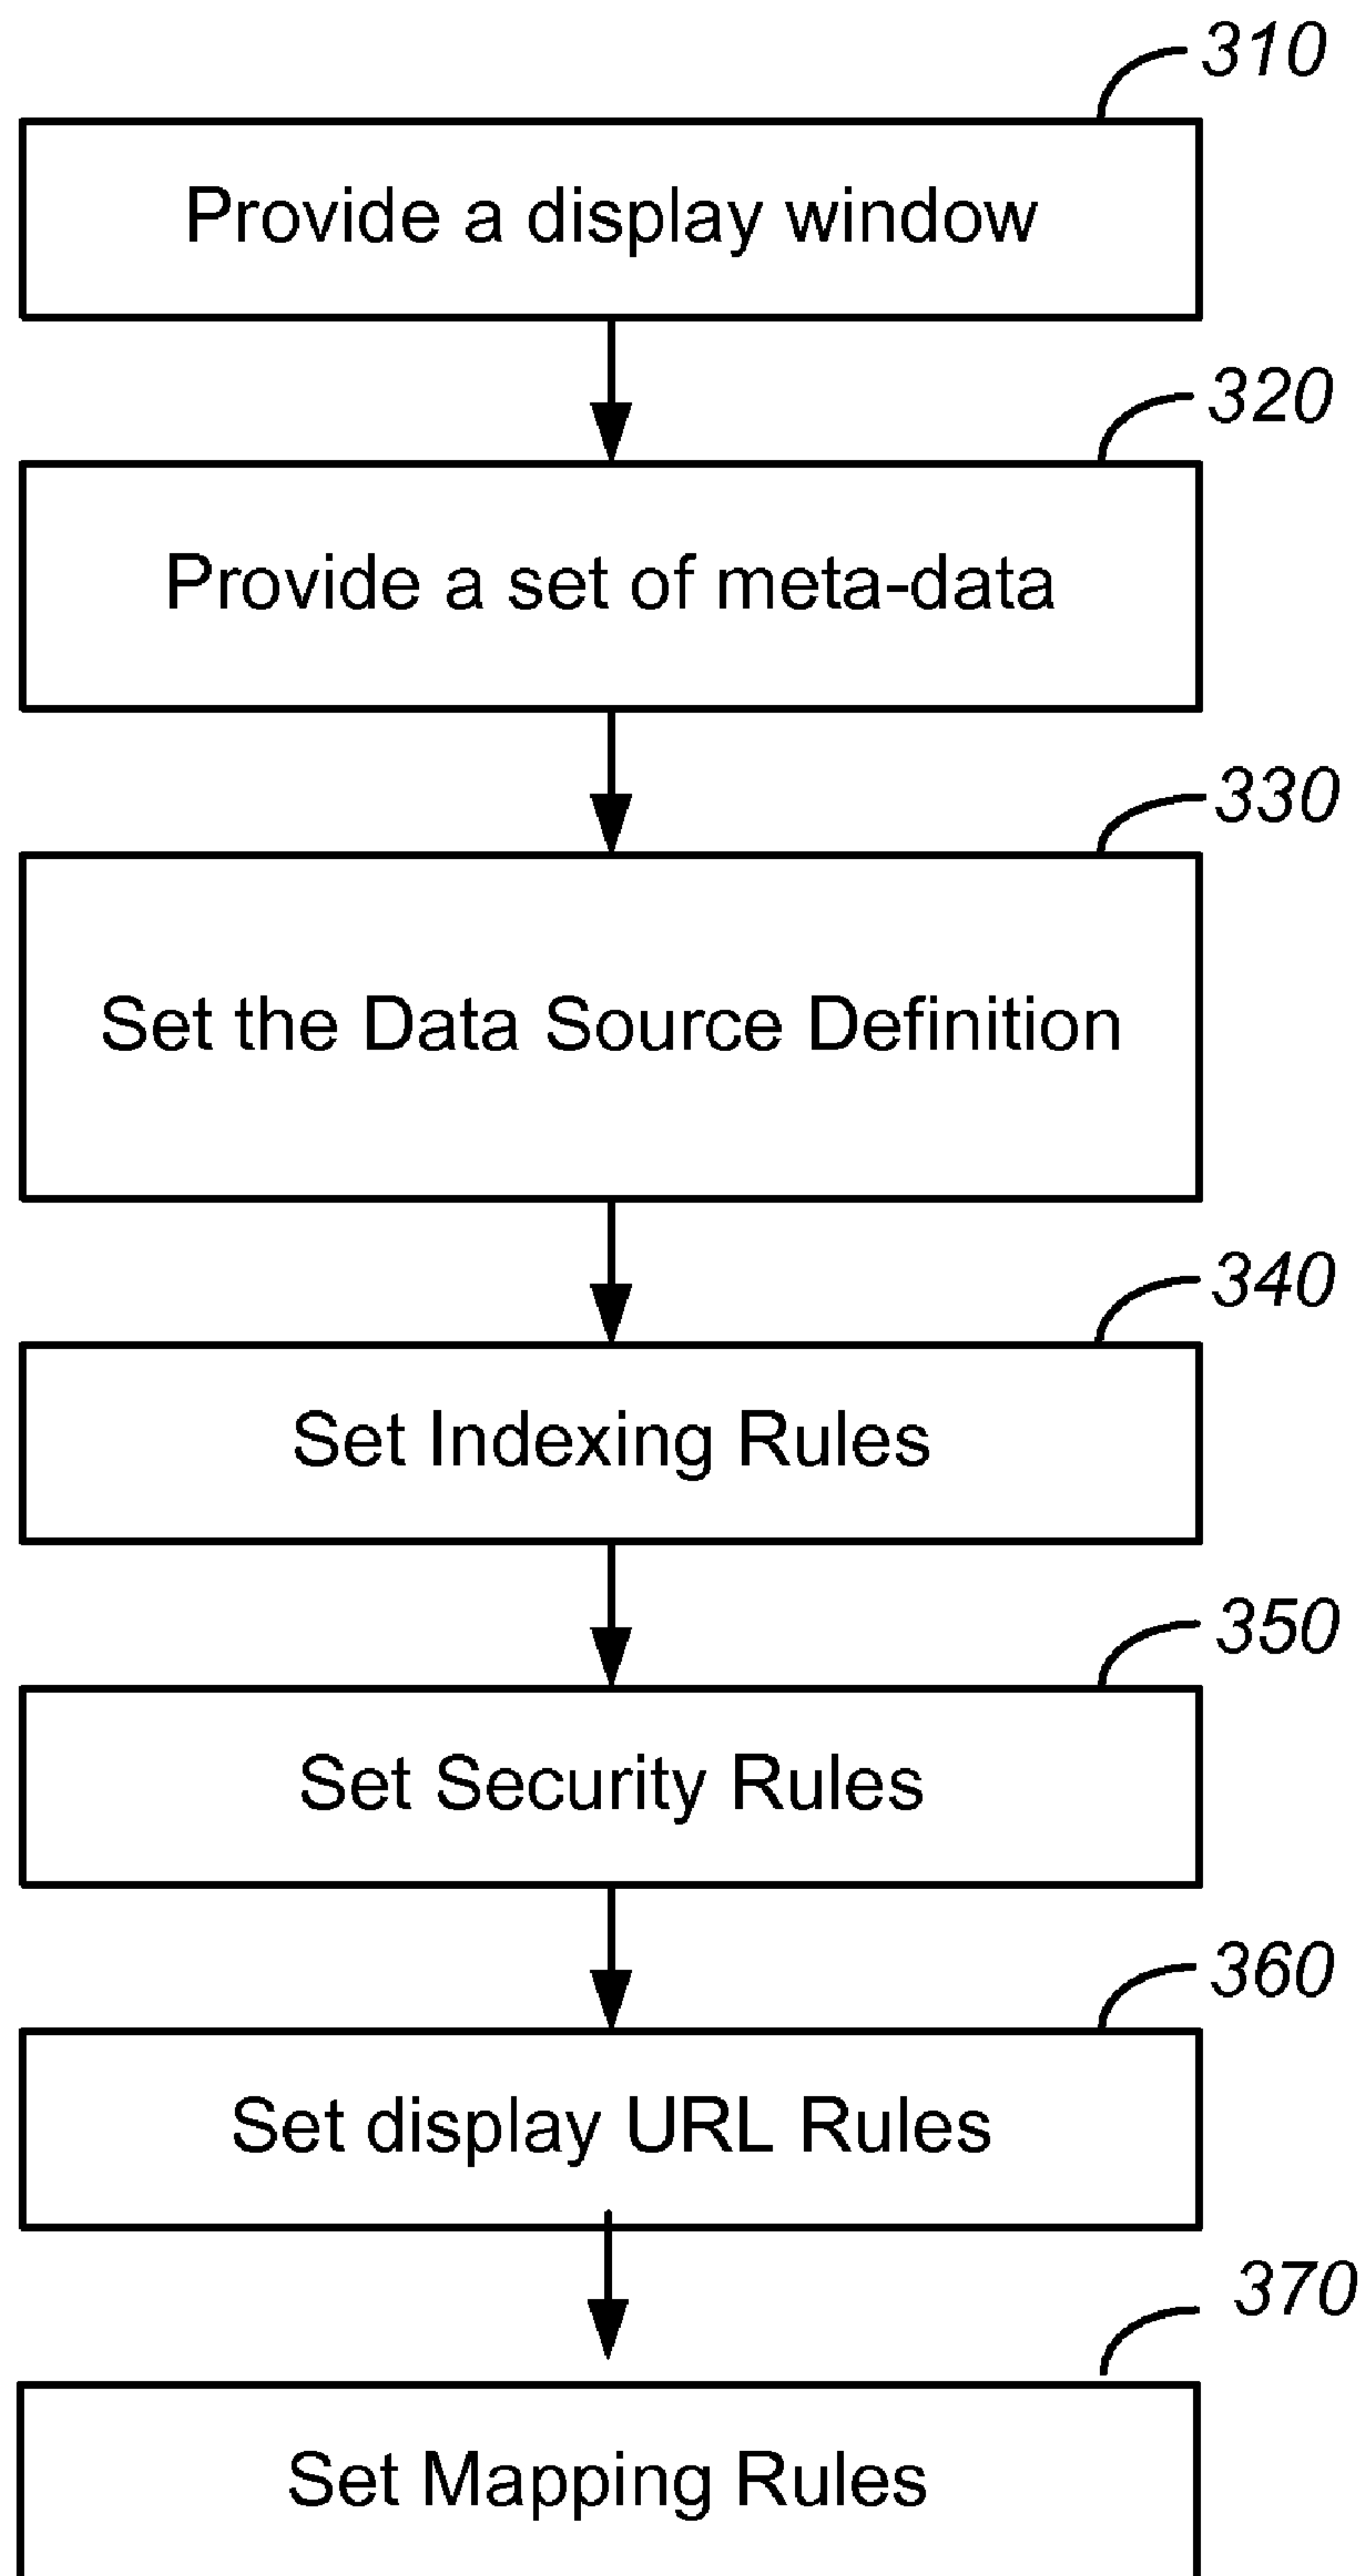 310
Provide a display window
320
Provide a set of meta-data
330
Set the Data Source Definition
340
Set Indexing Rules
350
Set Security Rules
360
Set display URL Rules
370
Set Mapping Rules